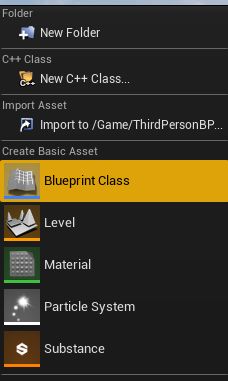 Folder
New Folder
C++ Class
C++
New C++ Class...
Import Asset
Import to /Game/ThirdPersonBP...
Create Basic Asset
Blueprint Class
Level
Material
Particle System
Substance